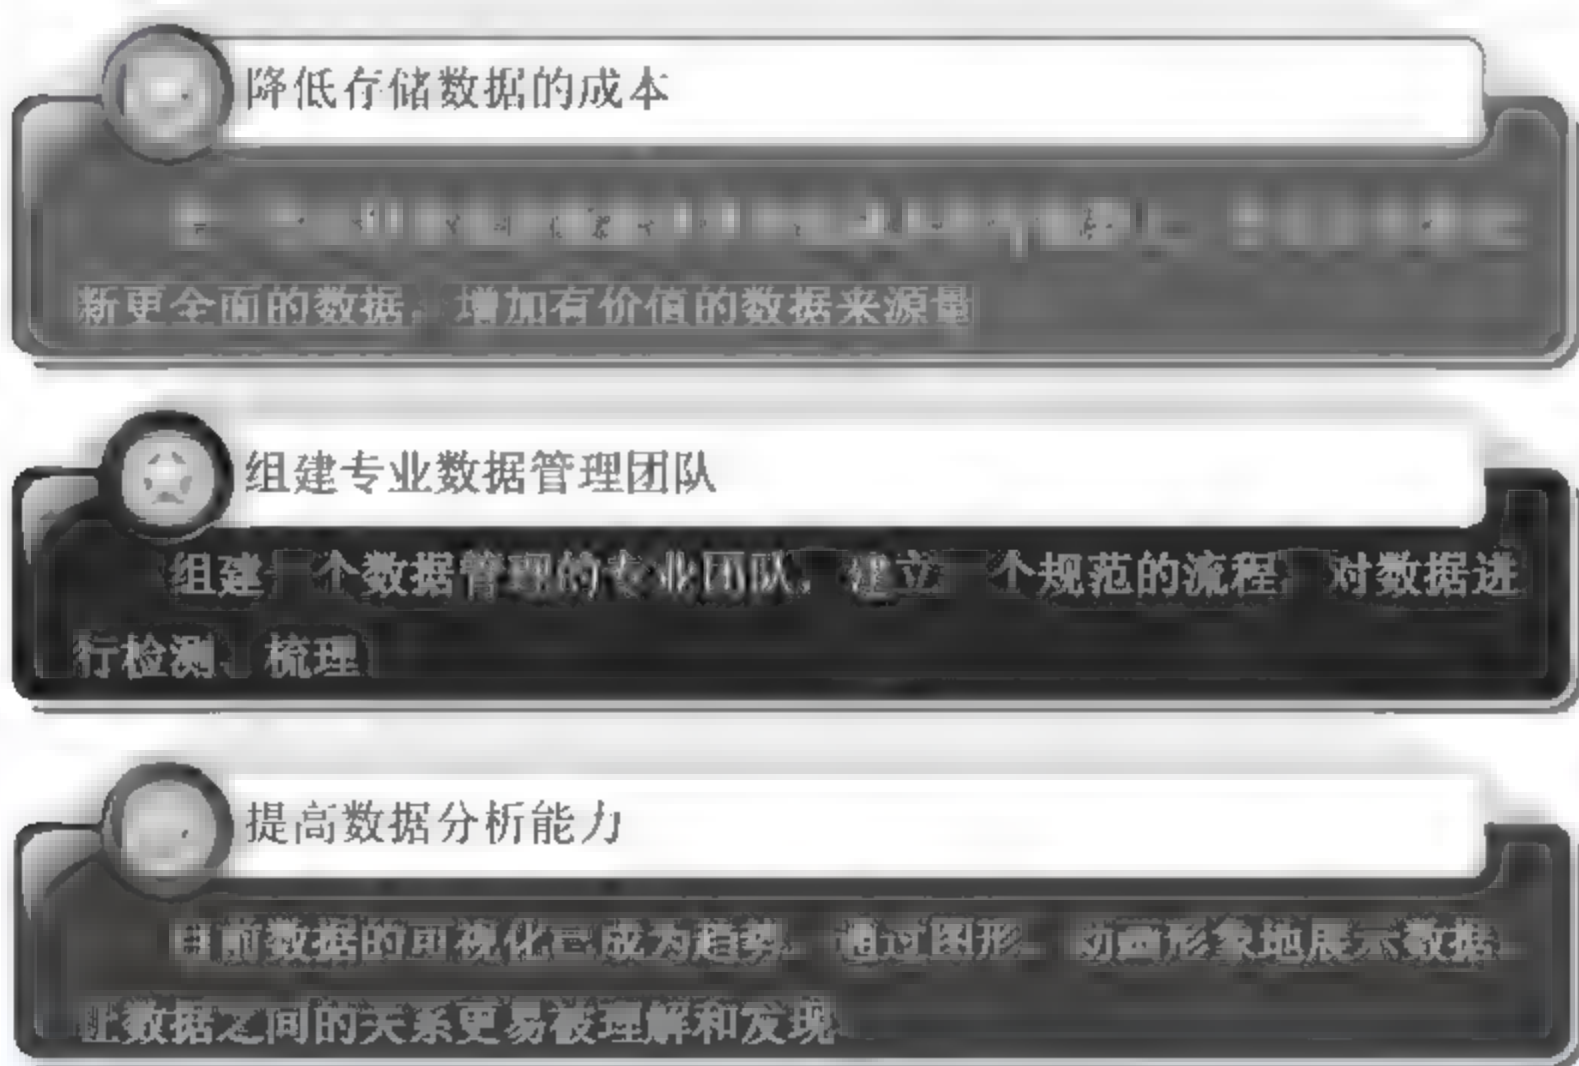 降低存储数据的成本
新更全面的数据，增加有价值的数据来源量
组建专业数据管理团队
组建一个数据管理的专业团队，建立一个规范的流程，对数据进
行检测、梳理
提高数据分析能力
目前数据的可视化已成为趋势，通过图形、动画形象地展示数据，
让数据之间的关系更易被理解和发现